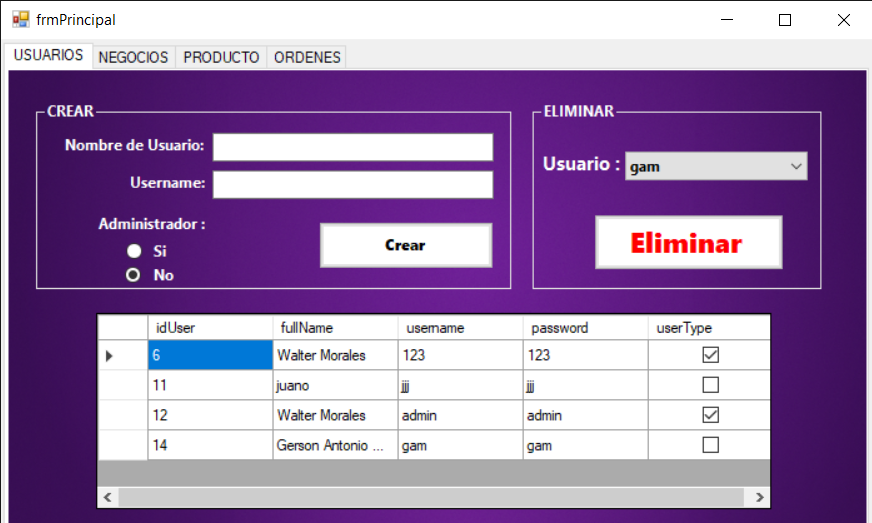 frmPrincipal
USUARIOS NEGOCIOS PRODUCTO ORDENES
CREAR
Nombre de Usuario:
Username:
Administrador :
Si
No
Crear
ELIMINAR
Usuario : gam
Eliminar
idUser fullName username password userType
6 Walter Morales 123 123
11 juano jjjj jjjj
12 Walter Morales admin admin
14 Gerson Antonio ... gam gam